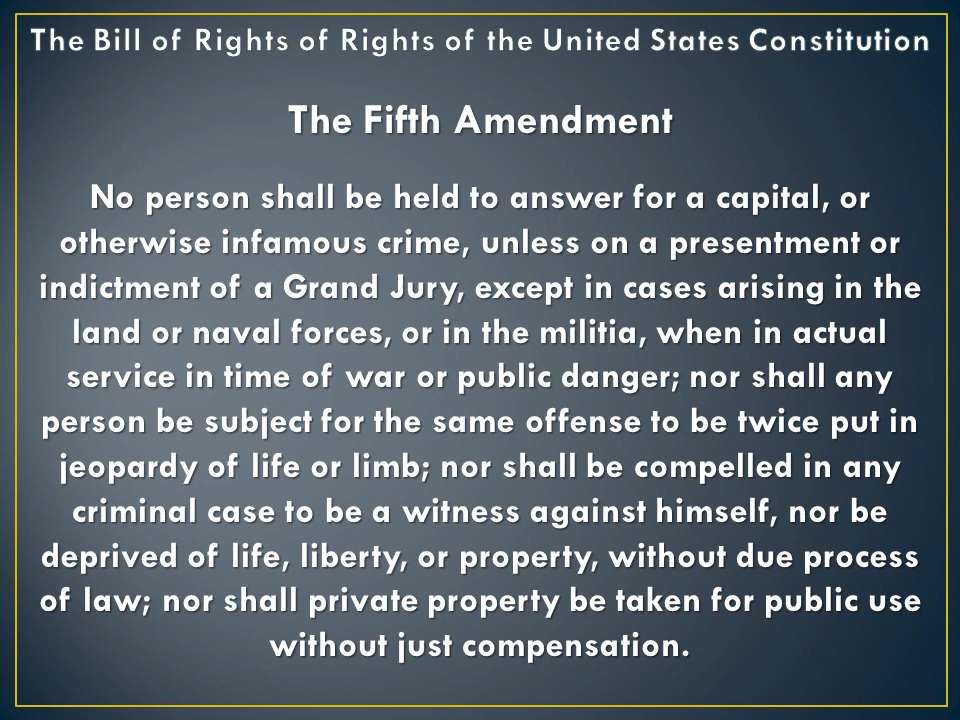 The Bill of Rights of Rights of the United States Constitution
The Fifth Amendment
No person shall be held to answer for a capital, or
otherwise infamous crime, unless on a presentment or
indictment of a Grand Jury, except in cases arising in the
land or naval forces, or in the militia, when in actual
service in time of war or public danger; nor shall any
person be subject for the same offense to be twice put in
jeopardy of life or limb; nor shall be compelled in any
criminal case to be a witness against himself, nor be
deprived of life, liberty, or property, without due process
of law; nor shall private property be taken for public use
without just compensation.